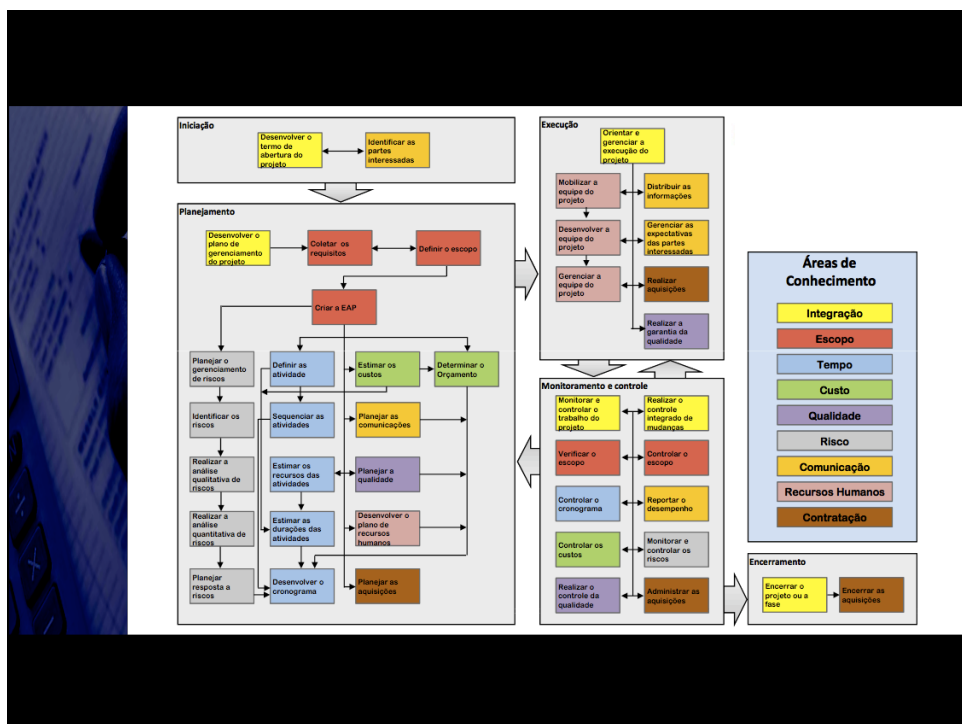 Iniciação
Desenvolver o
termo de
abertura do
projeto
Identificar as
partes
interessadas
Planejamento
Desenvolver o
plano de
gerenciamento
do projeto
Coletar os
requisitos
Definir o escopo
Criar a EAP
Planejar o
gerenciamento
de riscos
Definir as
atividade
Estimar os
custos
Determinar o
Orçamento
Identificar os
riscos
Sequenciar as
atividades
Planejar as
comunicações
Realizar a
análise
qualitativa de
riscos
Estimar os
recursos das
atividades
Planejar a
qualidade
Realizar a
análise
quantitativa de
riscos
Estimar as
durações das
atividades
Desenvolver o
plano de
recursos
humanos
Planejar
resposta a
riscos
Desenvolver o
cronograma
Planejar as
aquisições
Execução
Orientar e
gerenciar a
execução do
projeto
Mobilizar a
equipe do
projeto
Distribuir as
informações
Desenvolver a
equipe do
projeto
Gerenciar as
expectativas
das partes
interessadas
Gerenciar a
equipe do
projeto
Realizar
aquisições
Realizar a
garantia da
qualidade
Monitoramento e controle
Monitorar e
controlar o
trabalho do
projeto
Realizar o
controle
integrado de
mudanças
Verificar o
escopo
Controlar o
escopo
Controlar o
cronograma
Reportar o
desempenho
Controlar os
custos
Monitorar e
controlar os
riscos
Realizar o
controle da
qualidade
Administrar as
aquisições
Áreas de
Conhecimento
Integração
Escopo
Tempo
Custo
Qualidade
Risco
Comunicação
Recursos Humanos
Contratação
Encerramento
Encerrar o
projeto ou a
fase
Encerrar as
aquisições